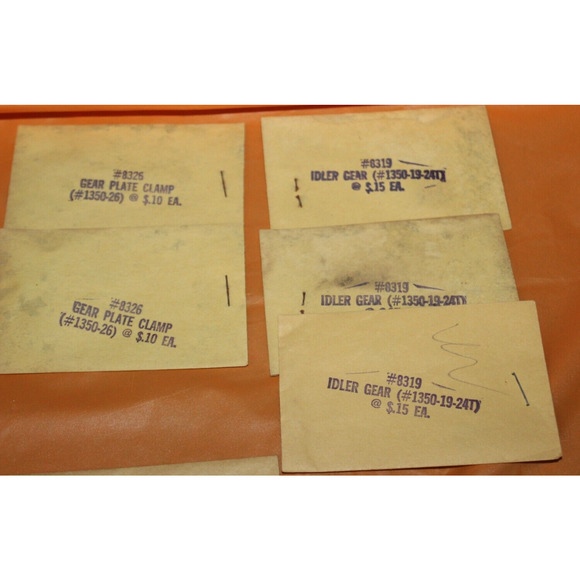 #8326
GEAR PLATE CLAMP
(#1350-26) @ $.10 EA.
#8319
IDLER GEAR (#1350-19-24T)
@ $.15 EA.
#8326
GEAR PLATE CLAMP
(#1350-26) @ $.10 EA.
#8319
IDLER GEAR (#1350-19-24T)
#8319
IDLER GEAR (#1350-19-24T)
@ $.15 EA.